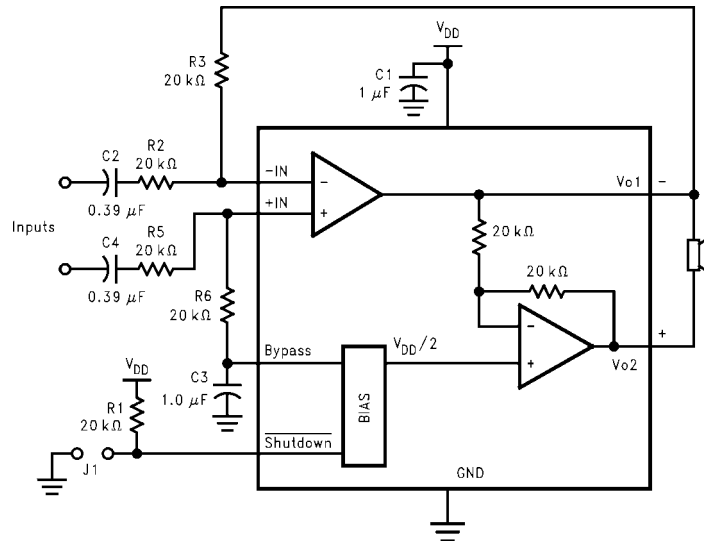 V_DD
R3
20 kΩ
C1
1 μF
C2
R2
20 kΩ
-IN
-
Vo1 -
0.39 μF
+IN
+
Inputs
C4
R5
20 kΩ
20 kΩ
0.39 μF
R6
20 kΩ
20 kΩ
-
Bypass
V_DD/2
+
+
Vo2
V_DD
C3
1.0 μF
BIAS
R1
20 kΩ
Shutdown
J1
GND